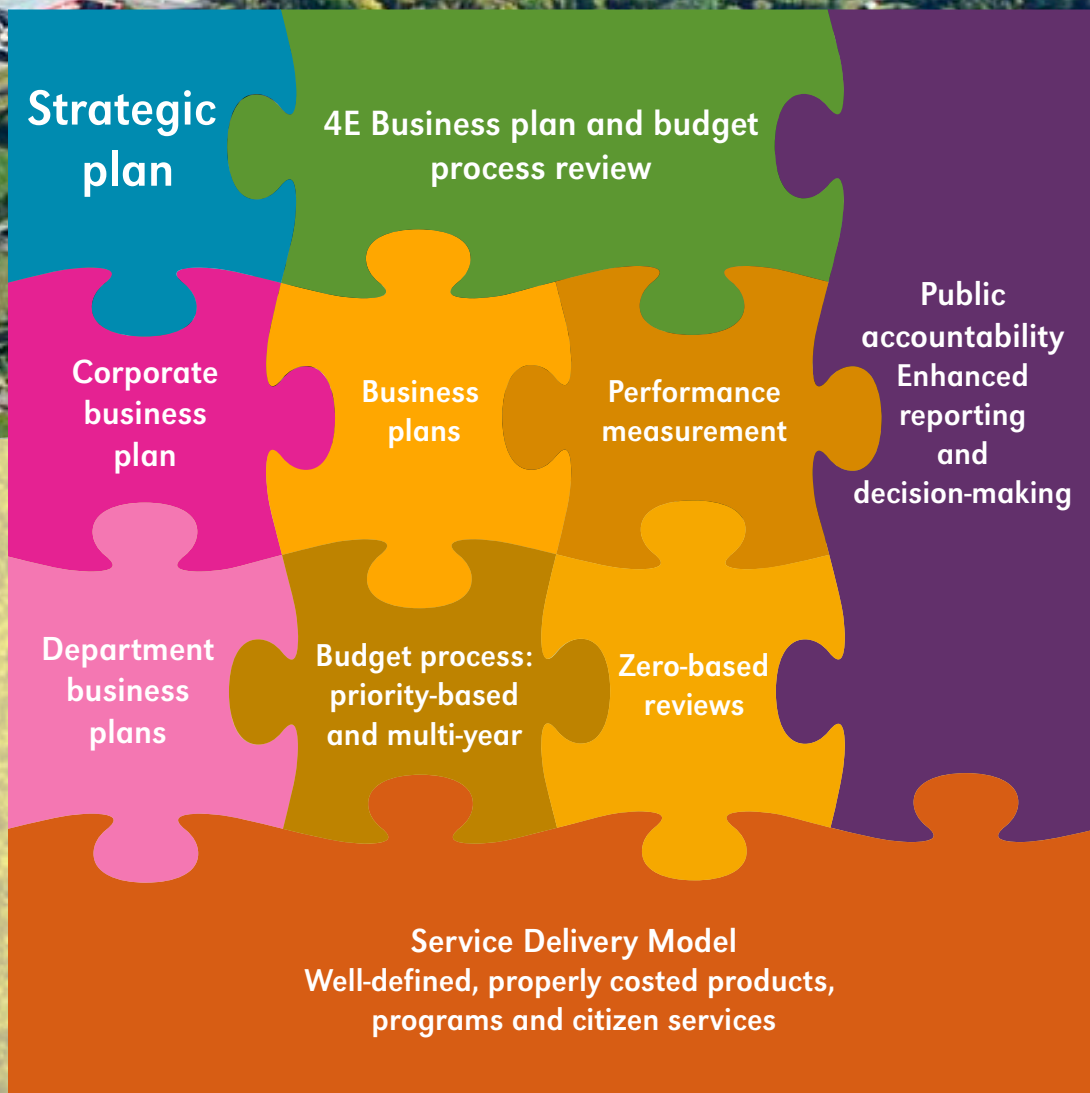 Strategic
plan
4E Business plan and budget
process review
Public
accountability
Enhanced
reporting
and
decision-making
Corporate
business
plan
Business
plans
Performance
measurement
Department
business
plans
Budget process:
priority-based
and multi-year
Zero-based
reviews
Service Delivery Model
Well-defined, properly costed products,
programs and citizen services